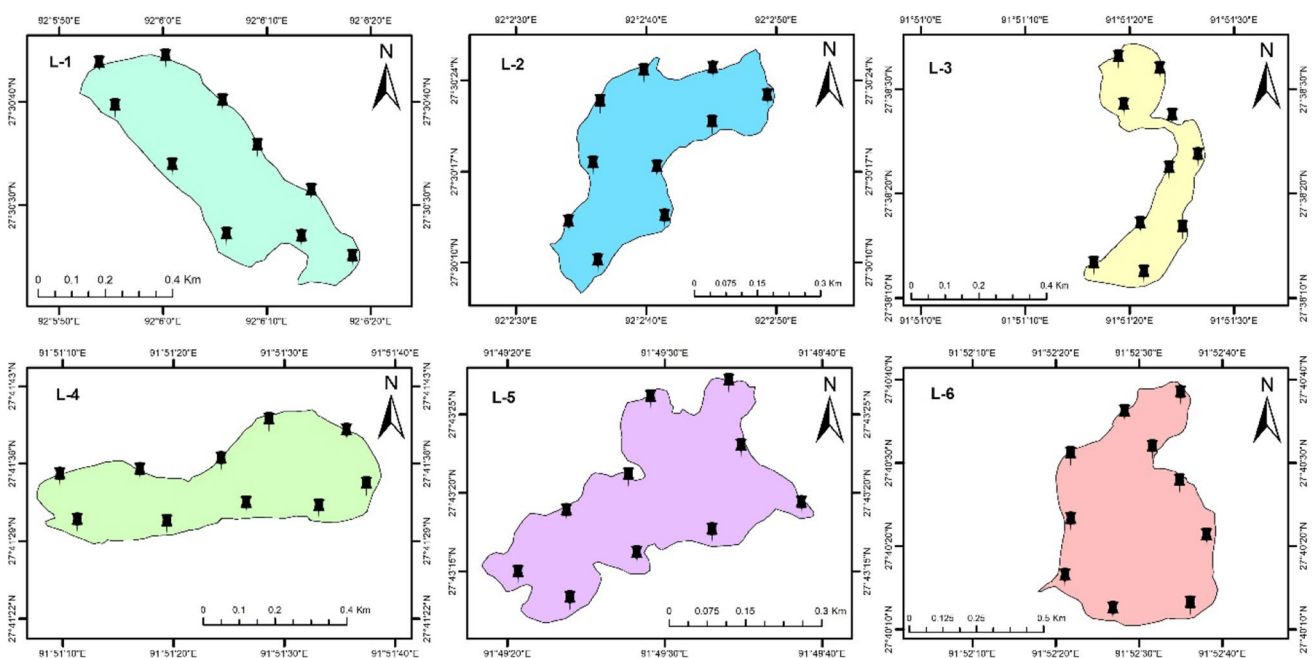 92°5'50"E 92°6'0"E 92°6'10"E 92°6'20"E
L-1
N
27°30'40"N 27°30'40"N
27°30'30"N 27°30'30"N
0 0.1 0.2 0.4 Km
92°5'50"E 92°6'0"E 92°6'10"E 92°6'20"E
92°2'30"E 92°2'40"E 92°2'50"E
L-2
N
27°30'24"N 27°30'24"N
27°30'17"N 27°30'17"N
27°30'10"N 27°30'10"N
0 0.075 0.15 0.3 Km
92°2'30"E 92°2'40"E 92°2'50"E
91°51'0"E 91°51'10"E 91°51'20"E 91°51'30"E
L-3
N
27°38'30"N 27°38'30"N
27°38'20"N 27°38'20"N
27°38'10"N 27°38'10"N
0 0.1 0.2 0.4 Km
91°51'0"E 91°51'10"E 91°51'20"E 91°51'30"E
91°51'10"E 91°51'20"E 91°51'30"E 91°51'40"E
L-4
N
27°41'43"N 27°41'43"N
27°41'36"N 27°41'36"N
27°41'29"N 27°41'29"N
27°41'22"N 27°41'22"N
0 0.1 0.2 0.4 Km
91°51'10"E 91°51'20"E 91°51'30"E 91°51'40"E
91°49'20"E 91°49'30"E 91°49'40"E
L-5
N
27°43'25"N 27°43'25"N
27°43'20"N 27°43'20"N
27°43'15"N 27°43'15"N
0 0.075 0.15 0.3 Km
91°49'20"E 91°49'30"E 91°49'40"E
91°52'10"E 91°52'20"E 91°52'30"E 91°52'40"E
L-6
N
27°40'40"N 27°40'40"N
27°40'30"N 27°40'30"N
27°40'20"N 27°40'20"N
27°40'10"N 27°40'10"N
0 0.125 0.25 0.5 Km
91°52'10"E 91°52'20"E 91°52'30"E 91°52'40"E